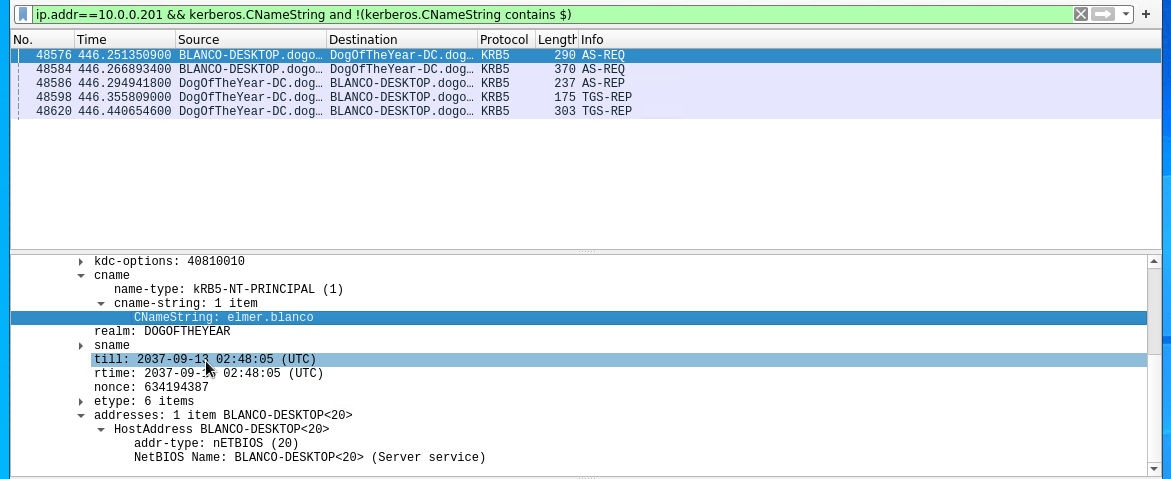 ip.addr==10.0.0.201 && kerberos.CNameString and !(kerberos.CNameString contains $)
No. Time Source Destination Protocol Length Info
48576 446.251350900 BLANCO-DESKTOP.dogo… DogOfTheYear-DC.dog… KRB5 290 AS-REQ
48584 446.266893400 BLANCO-DESKTOP.dogo… DogOfTheYear-DC.dog… KRB5 370 AS-REQ
48586 446.294941800 DogOfTheYear-DC.dog… BLANCO-DESKTOP.dogo… KRB5 237 AS-REP
48598 446.355809000 DogOfTheYear-DC.dog… BLANCO-DESKTOP.dogo… KRB5 175 TGS-REP
48620 446.440654600 DogOfTheYear-DC.dog… BLANCO-DESKTOP.dogo… KRB5 303 TGS-REP
kdc-options: 40810010
cname
name-type: kRB5-NT-PRINCIPAL (1)
cname-string: 1 item
CNameString: elmer.blanco
realm: DOGOFTHEYEAR
sname
till: 2037-09-13 02:48:05 (UTC)
rtime: 2037-09-13 02:48:05 (UTC)
nonce: 634194387
etype: 6 items
addresses: 1 item BLANCO-DESKTOP<20>
HostAddress BLANCO-DESKTOP<20>
addr-type: nETBIOS (20)
NetBIOS Name: BLANCO-DESKTOP<20> (Server service)